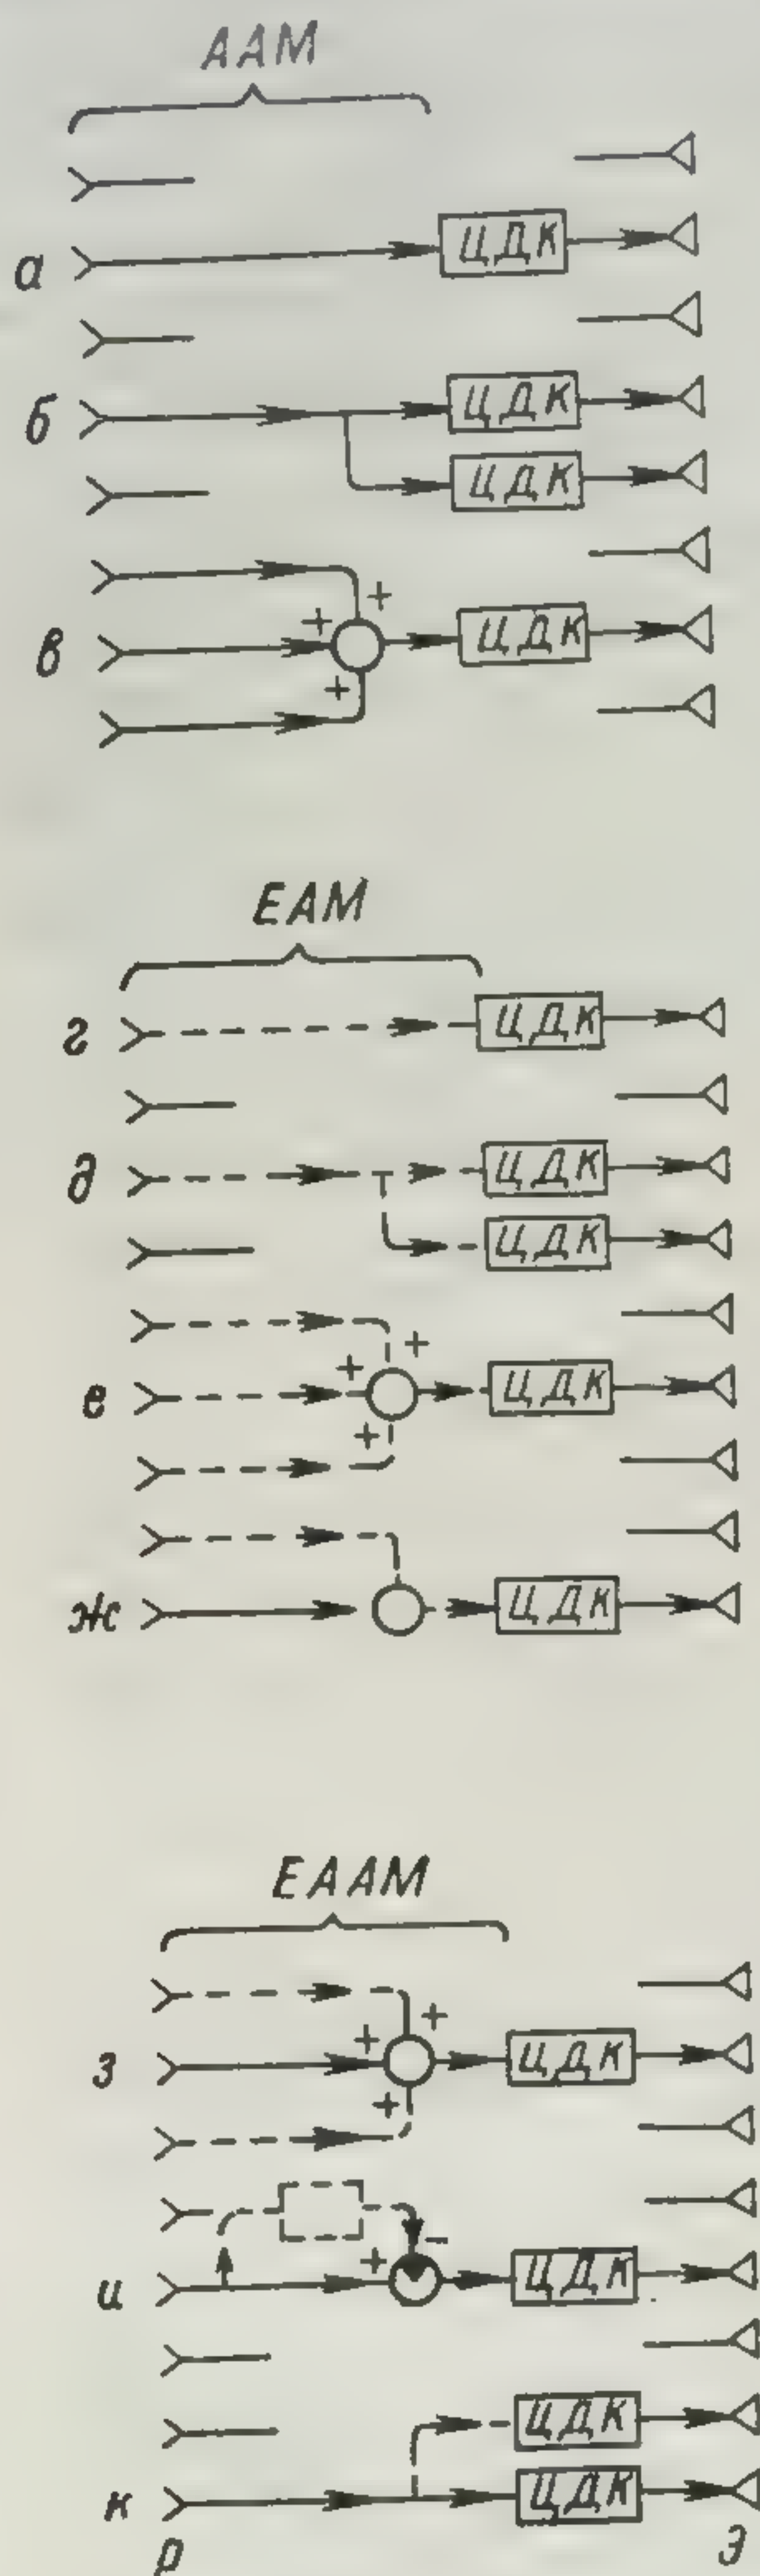 ААМ
а ЦДК
б ЦДК
ЦДК
+
+
в ЦДК
+
ЕАМ
г ЦДК
д ЦДК
ЦДК
+
+
е ЦДК
+
ж ЦДК
ЕААМ
+
+
з ЦДК
+
+ –
и ЦДК
ЦДК
к ЦДК
Р Э